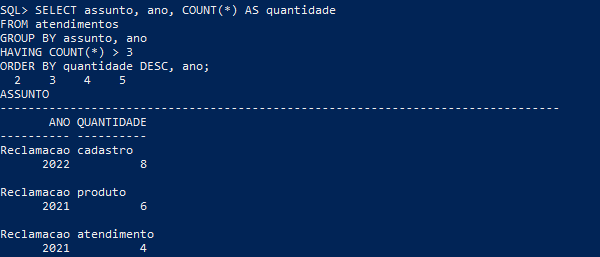 SQL> SELECT assunto, ano, COUNT(*) AS quantidade
FROM atendimentos
GROUP BY assunto, ano
HAVING COUNT(*) > 3
ORDER BY quantidade DESC, ano;
  2    3    4    5
ASSUNTO
--------------------------------------------------------------------------------
       ANO QUANTIDADE
---------- ----------
Reclamacao cadastro
      2022          8
Reclamacao produto
      2021          6
Reclamacao atendimento
      2021          4